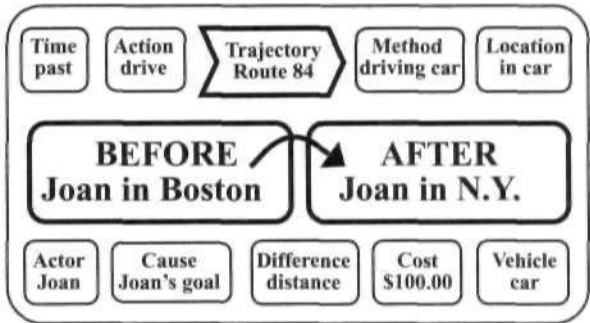 Time
past
Action
drive
Trajectory
Route 84
Method
driving car
Location
in car
BEFORE
Joan in Boston
AFTER
Joan in N.Y.
Actor
Joan
Cause
Joan's goal
Difference
distance
Cost
$100.00
Vehicle
car